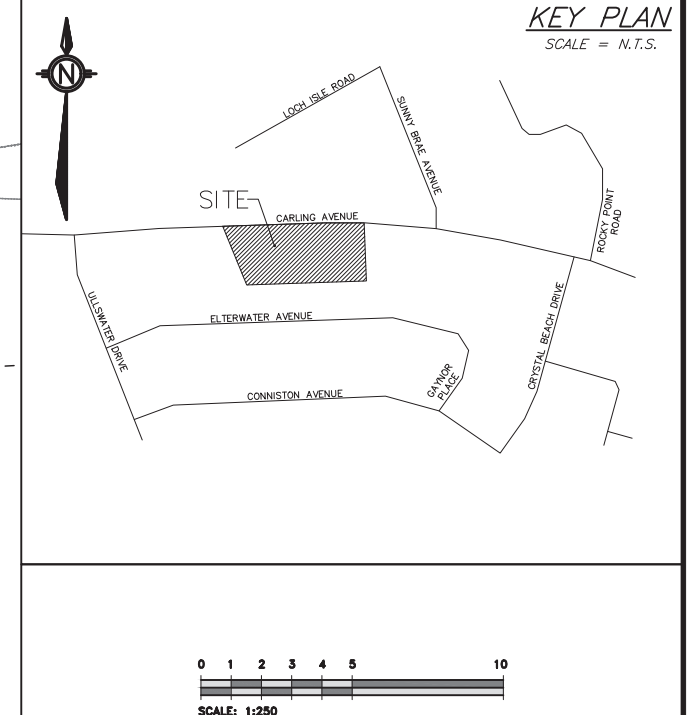 KEY PLAN
SCALE = N.T.S.
N
LOCH ISLE ROAD
SUNNY BRAE AVENUE
SITE
CARLING AVENUE
ROCKY POINT
ROAD
ULLSWATER DRIVE
ELTERWATER AVENUE
CRYSTAL BEACH DRIVE
GAYNOR
PLACE
CONNISTON AVENUE
0 1 2 3 4 5 10
SCALE: 1:250